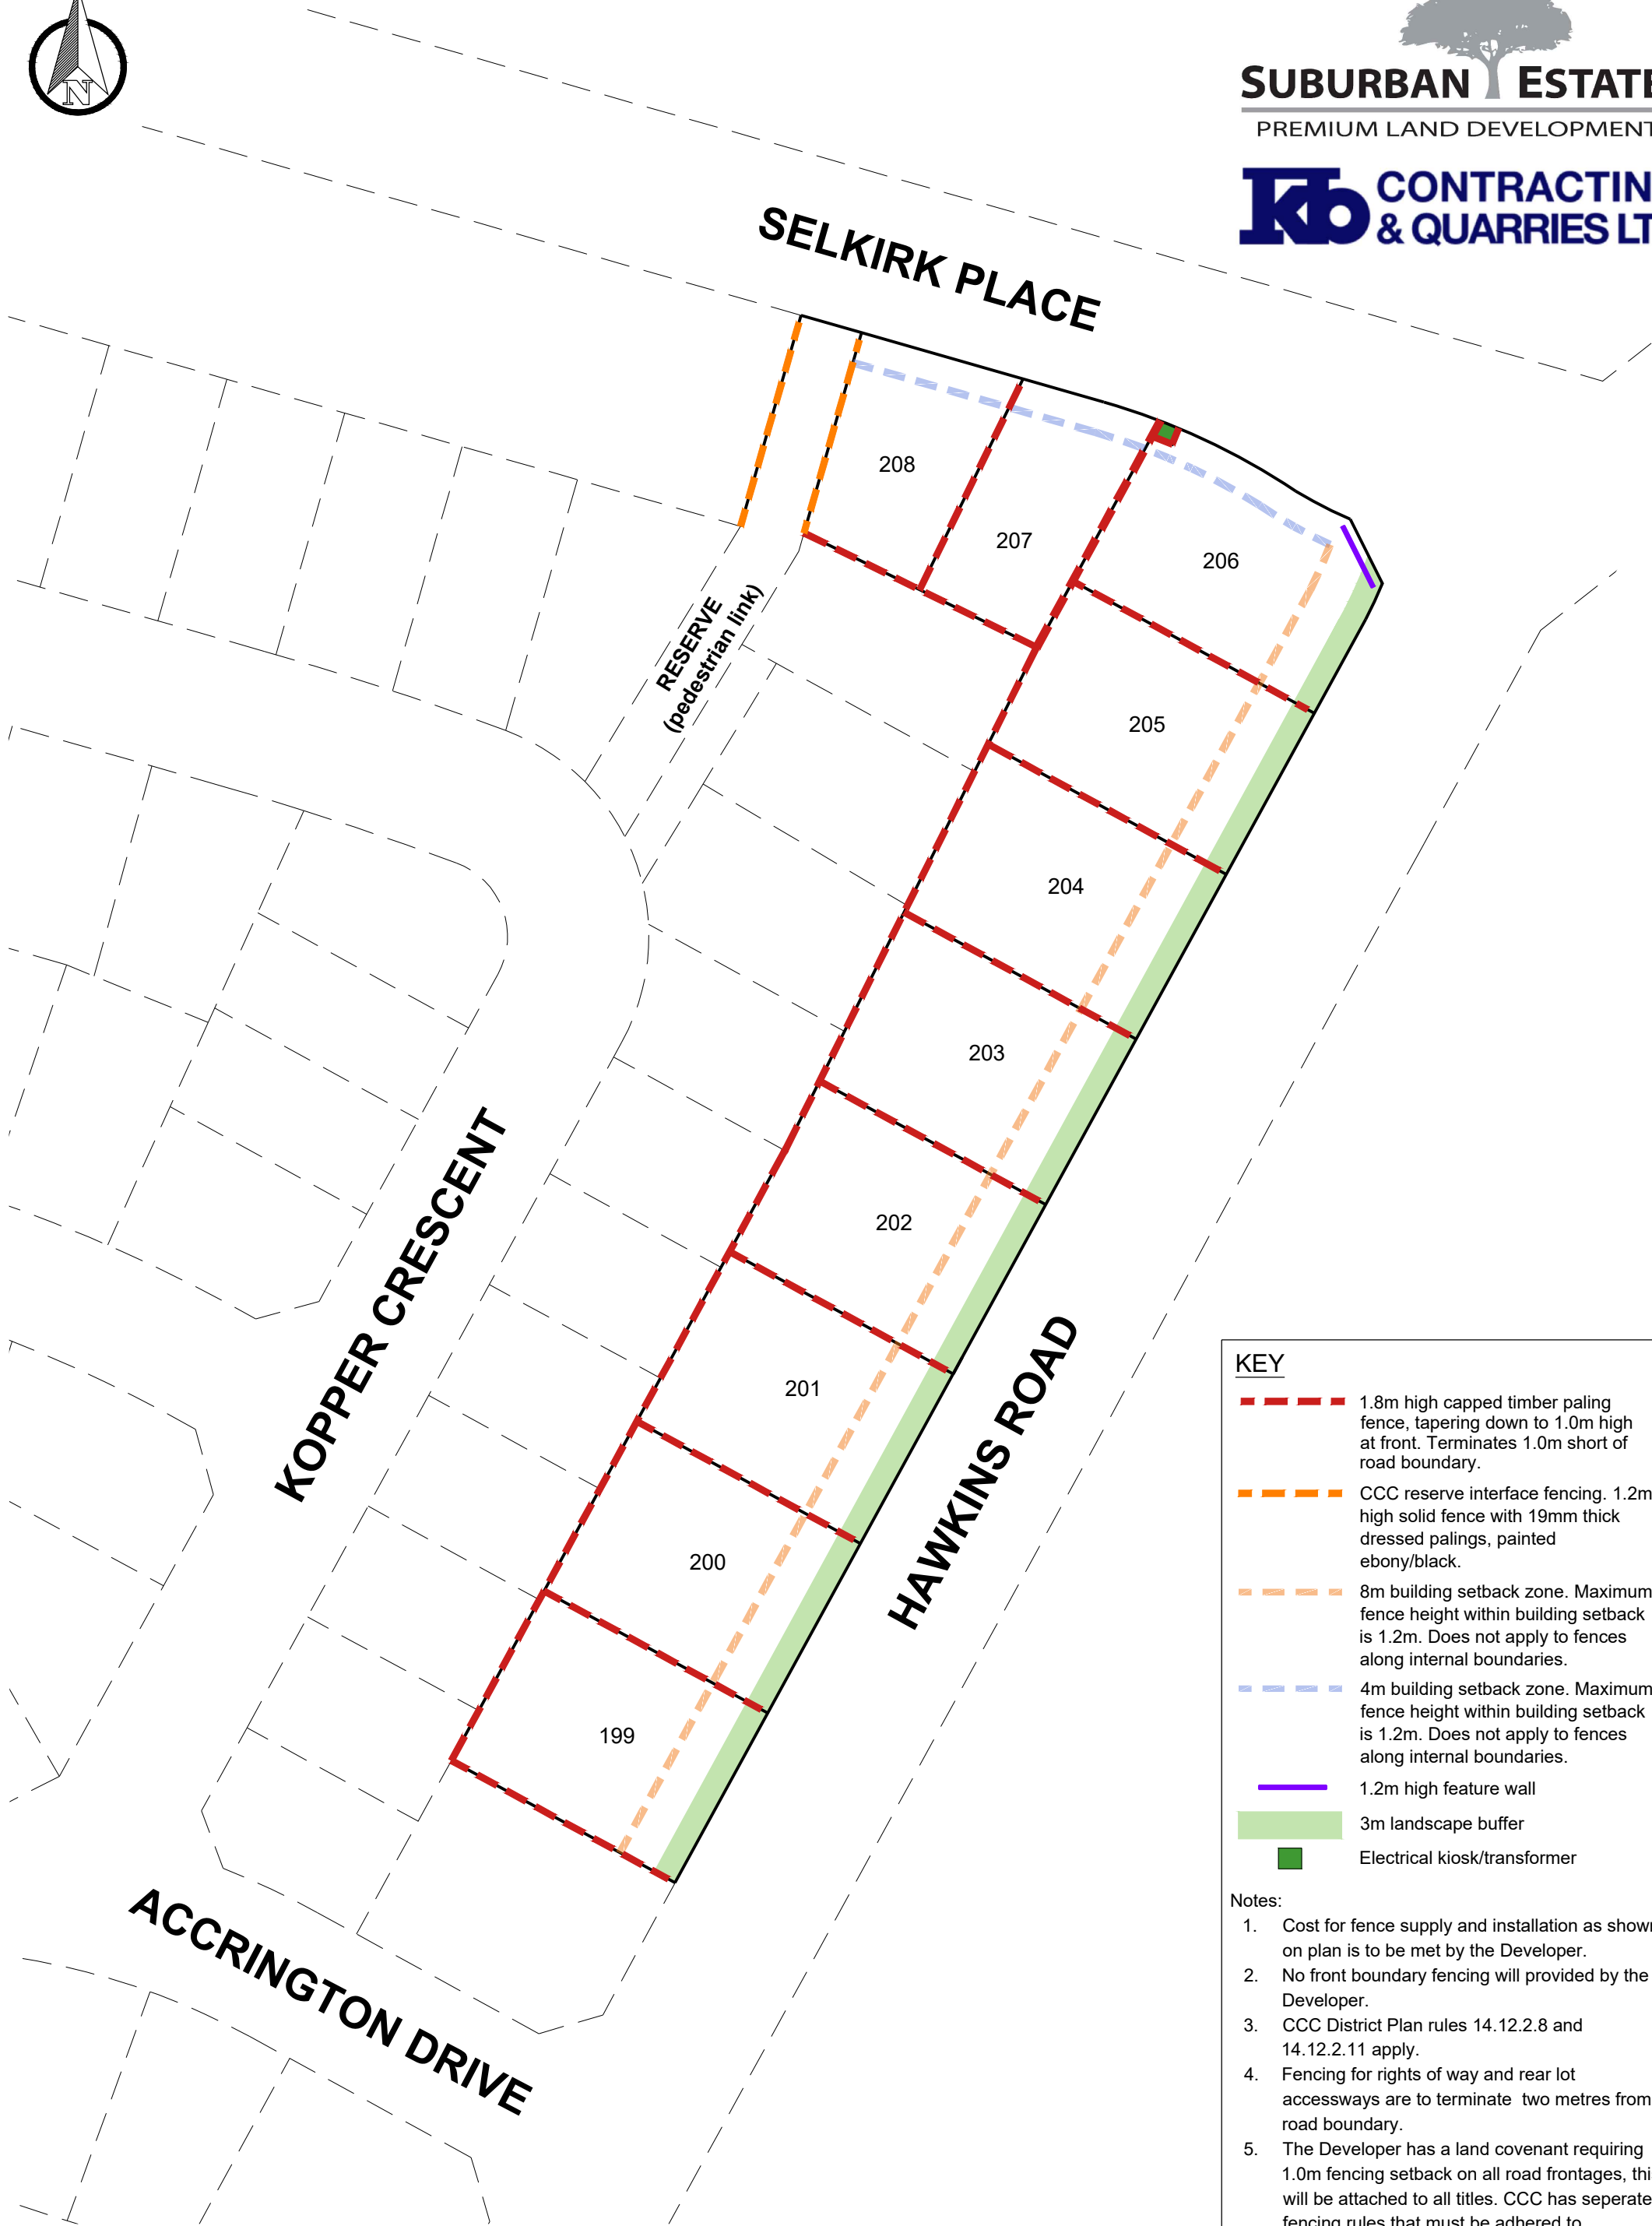 N
SUBURBAN ESTATE
PREMIUM LAND DEVELOPMENT
Kb CONTRACTIN
& QUARRIES LT
SELKIRK PLACE
208
207
206
RESERVE
(pedestrian link)
205
204
203
KOPPER CRESCENT
202
201
HAWKINS ROAD
200
199
ACCRINGTON DRIVE
KEY
1.8m high capped timber paling
fence, tapering down to 1.0m high
at front. Terminates 1.0m short of
road boundary.
CCC reserve interface fencing. 1.2m
high solid fence with 19mm thick
dressed palings, painted
ebony/black.
8m building setback zone. Maximum
fence height within building setback
is 1.2m. Does not apply to fences
along internal boundaries.
4m building setback zone. Maximum
fence height within building setback
is 1.2m. Does not apply to fences
along internal boundaries.
1.2m high feature wall
3m landscape buffer
Electrical kiosk/transformer
Notes:
1. Cost for fence supply and installation as shown
on plan is to be met by the Developer.
2. No front boundary fencing will provided by the
Developer.
3. CCC District Plan rules 14.12.2.8 and
14.12.2.11 apply.
4. Fencing for rights of way and rear lot
accessways are to terminate two metres from
road boundary.
5. The Developer has a land covenant requiring
1.0m fencing setback on all road frontages, thi
will be attached to all titles. CCC has seperate
fencing rules that must be adhered to